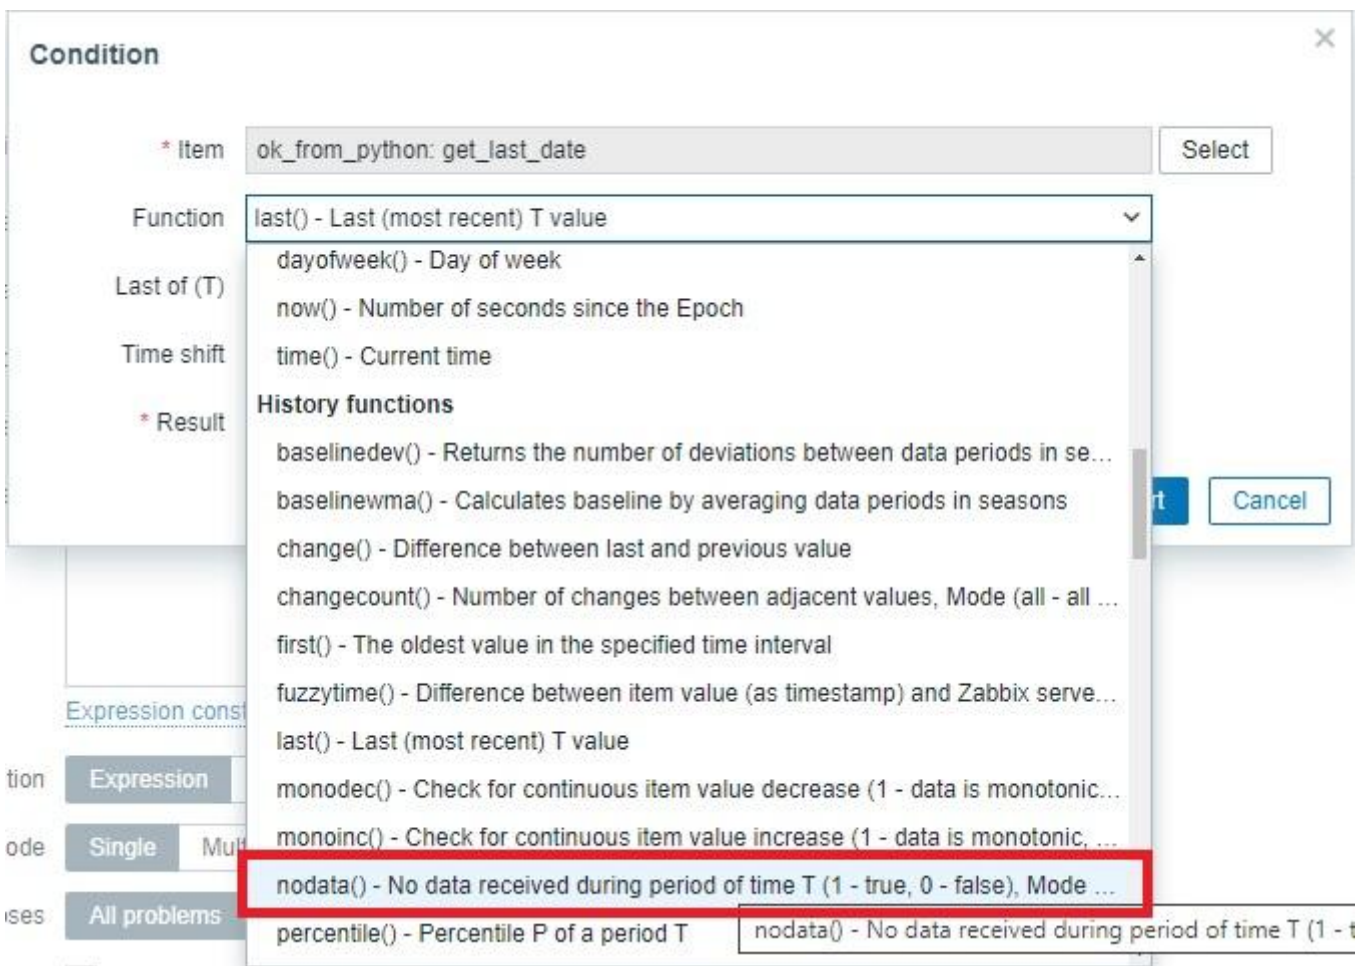 Condition
* Item ok_from_python: get_last_date Select
Function last() - Last (most recent) T value
dayofweek() - Day of week
Last of (T)
now() - Number of seconds since the Epoch
Time shift time() - Current time
History functions
* Result
baselinedev() - Returns the number of deviations between data periods in se...
baselinewma() - Calculates baseline by averaging data periods in seasons
Cancel
change() - Difference between last and previous value
changecount() - Number of changes between adjacent values, Mode (all - all ...
first() - The oldest value in the specified time interval
fuzzytime() - Difference between item value (as timestamp) and Zabbix serve...
Expression const
last() - Last (most recent) T value
tion Expression
monodec() - Check for continuous item value decrease (1 - data is monotonic...
monoinc() - Check for continuous item value increase (1 - data is monotonic, ...
ode Single Mult
nodata() - No data received during period of time T (1 - true, 0 - false), Mode ...
ses All problems
percentile() - Percentile P of a period T
nodata() - No data received during period of time T (1 - t